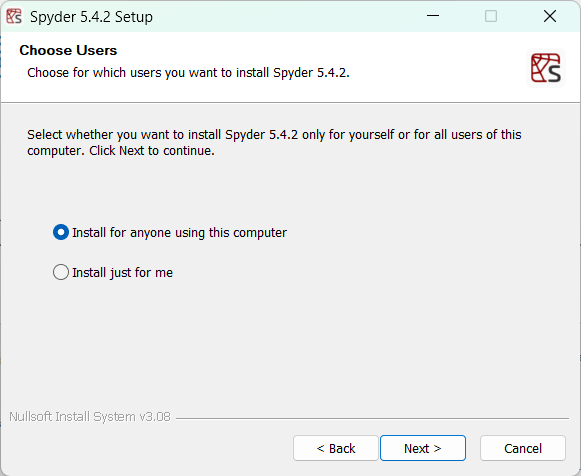 Spyder 5.4.2 Setup
Choose Users
Choose for which users you want to install Spyder 5.4.2.
Select whether you want to install Spyder 5.4.2 only for yourself or for all users of this
computer. Click Next to continue.
Install for anyone using this computer
Install just for me
Nullsoft Install System v3.08
< Back
Next >
Cancel